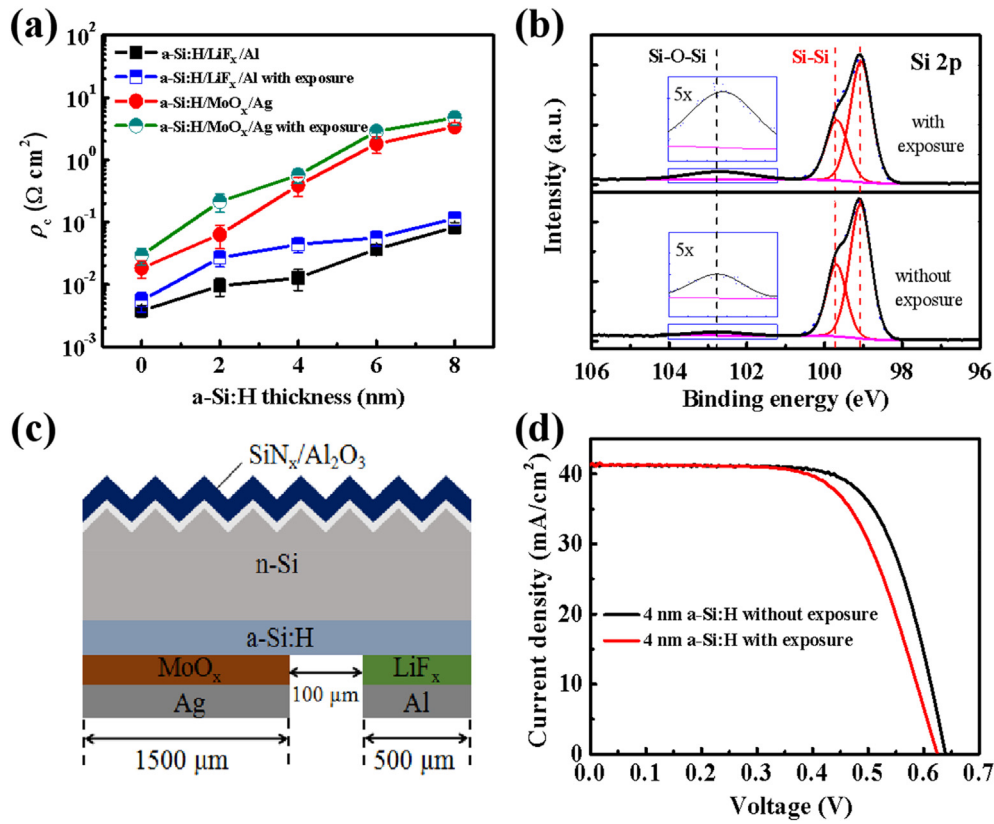 (a)
10²
10¹
10⁰
10⁻¹
10⁻²
10⁻³
ρc (Ω cm²)
a-Si:H/LiFₓ/Al
a-Si:H/LiFₓ/Al with exposure
a-Si:H/MoOₓ/Ag
a-Si:H/MoOₓ/Ag with exposure
0 2 4 6 8
a-Si:H thickness (nm)
(b)
Si-O-Si
Si-Si
Si 2p
5x
with
exposure
5x
without
exposure
Intensity (a.u.)
106 104 102 100 98 96
Binding energy (eV)
(c)
SiNₓ/Al₂O₃
n-Si
a-Si:H
MoOₓ
LiFₓ
100 µm
Ag
Al
1500 µm
500 µm
(d)
Current density (mA/cm²)
40
30
20
10
0
4 nm a-Si:H without exposure
4 nm a-Si:H with exposure
0.0 0.1 0.2 0.3 0.4 0.5 0.6 0.7
Voltage (V)